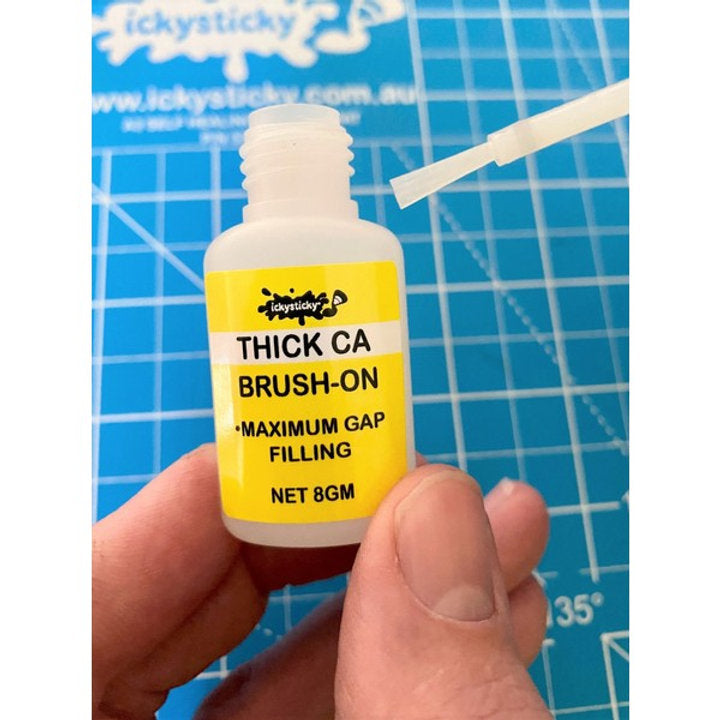 ickysticky
www.ickysticky.com.au
ickysticky
THICK CA
BRUSH-ON
•MAXIMUM GAP
FILLING
NET 8GM
135°